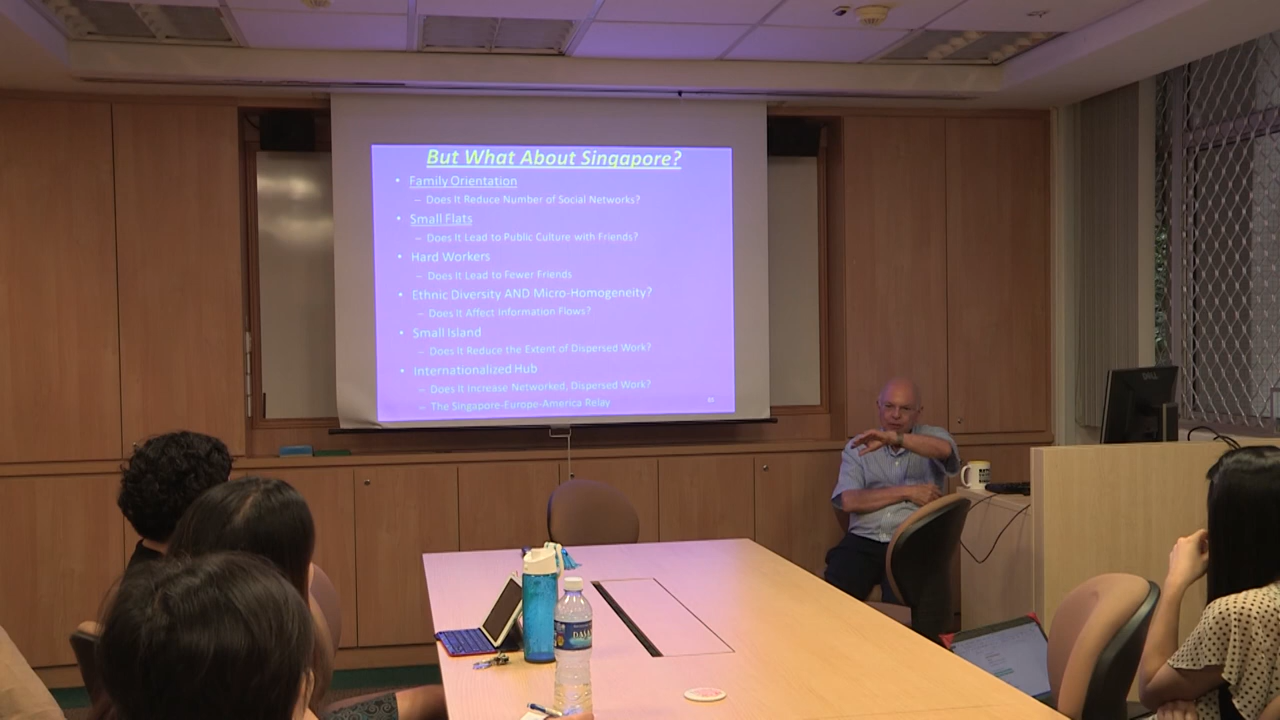 But What About Singapore?
• Family Orientation
– Does It Reduce Number of Social Networks?
• Small Flats
– Does It Lead to Public Culture with Friends?
• Hard Workers
– Does It Lead to Fewer Friends
• Ethnic Diversity AND Micro-Homogeneity?
– Does It Affect Information Flows?
• Small Island
– Does It Reduce the Extent of Dispersed Work?
• Internationalized Hub
– Does It Increase Networked, Dispersed Work?
– The Singapore-Europe-America Relay
DELL